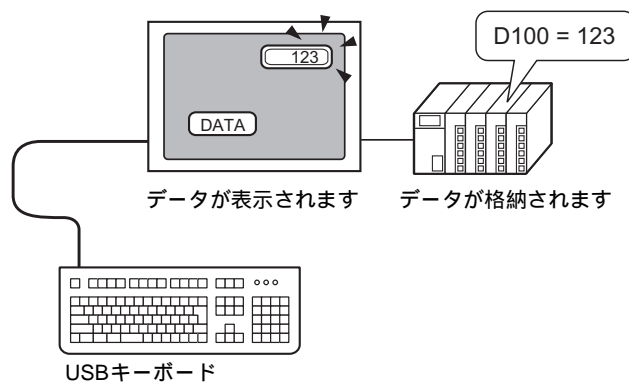 D100 = 123
123
DATA
データが表示されます
データが格納されます
USBキーボード